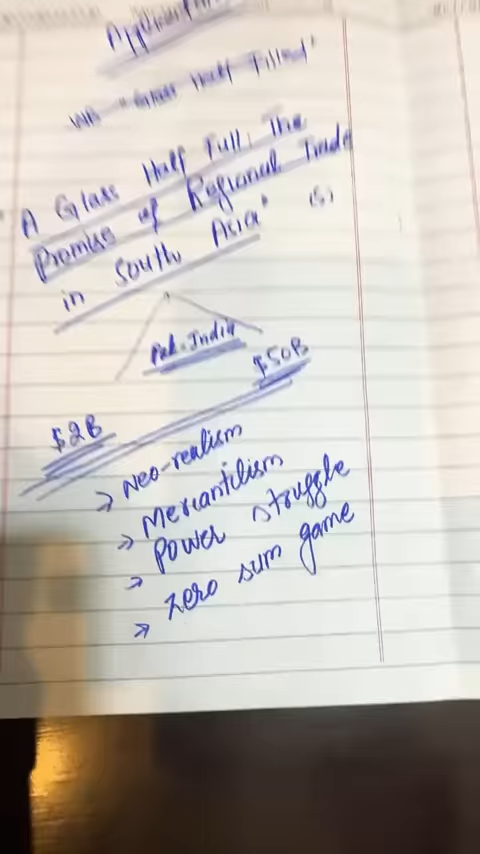 WB "Glass Half Filled"
A Glass Half Full: The
Promise of Regional Trade
in South Asia" (S)
Pak-India
$2B $50B
→ Neo-realism
→ Mercantilism
→ Power struggle
→ Zero sum game